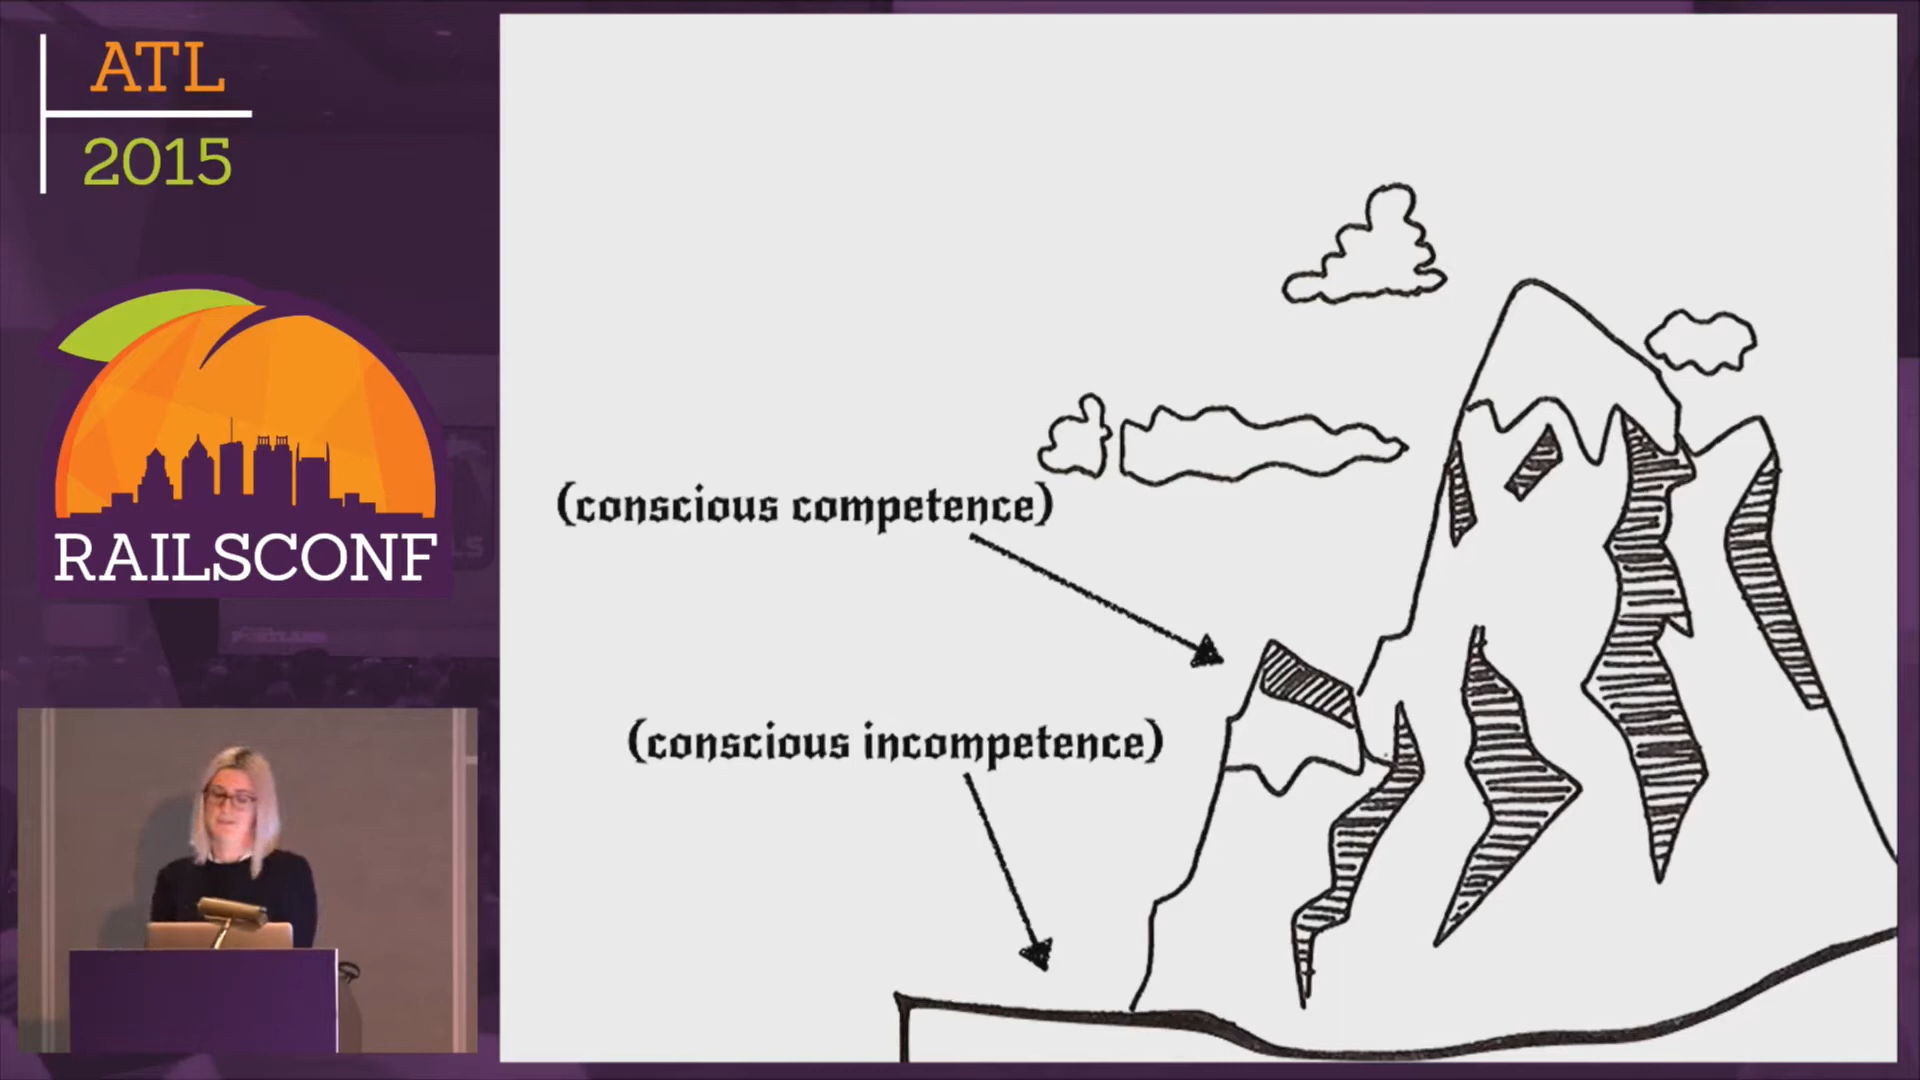 ATL
2015
RAILSCONF
(conscious competence)
(conscious incompetence)